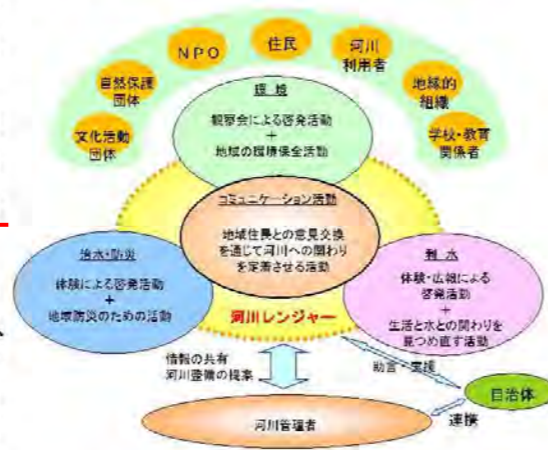 住民
NPO
河川
利用者
自然保護
団体
地縁的
組織
文化活動
団体
学校・教育
関係者
環 境
観察会による啓発活動
+
地域の環境保全活動
コミュニケーション活動
地域住民との意見交換
を通じて河川への関わり
を定着させる活動
治水・防災
体験による啓発活動
+
地域防災のための活動
利 水
体験・広報による
啓発活動
+
生活と水との関わりを
見つめ直す活動
河川レンジャー
情報の共有
河川整備の提案
助言・支援
自治体
連携
河川管理者